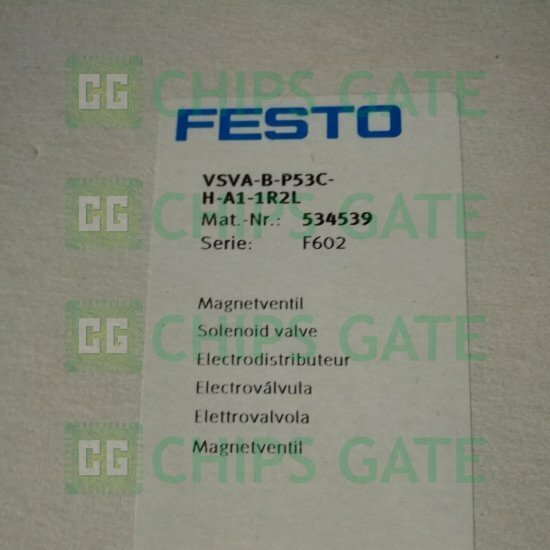 CG CHIPS GATE
FESTO
VSVA-B-P53C-
H-A1-1R2L
CG CHIPS GATE
Mat.-Nr.: 534539
Serie: F602
Magnetventil
CG CHIPS GATE
Solenoid valve
Electrodistributeur
Electroválvula
Elettrovalvola
Magnetventil
CG CHIPS GATE